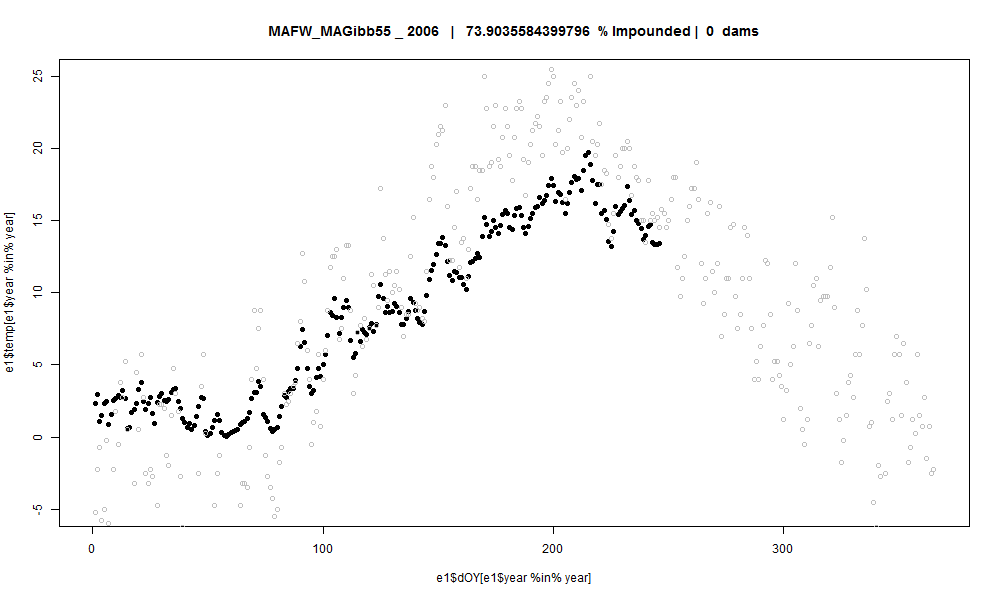 MAFW_MAGibb55 _ 2006 | 73.9035584399796 % Impounded | 0 dams
e1$temp[e1$year %in% year]
25
20
15
10
5
0
-5
0 100 200 300
e1$dOY[e1$year %in% year]